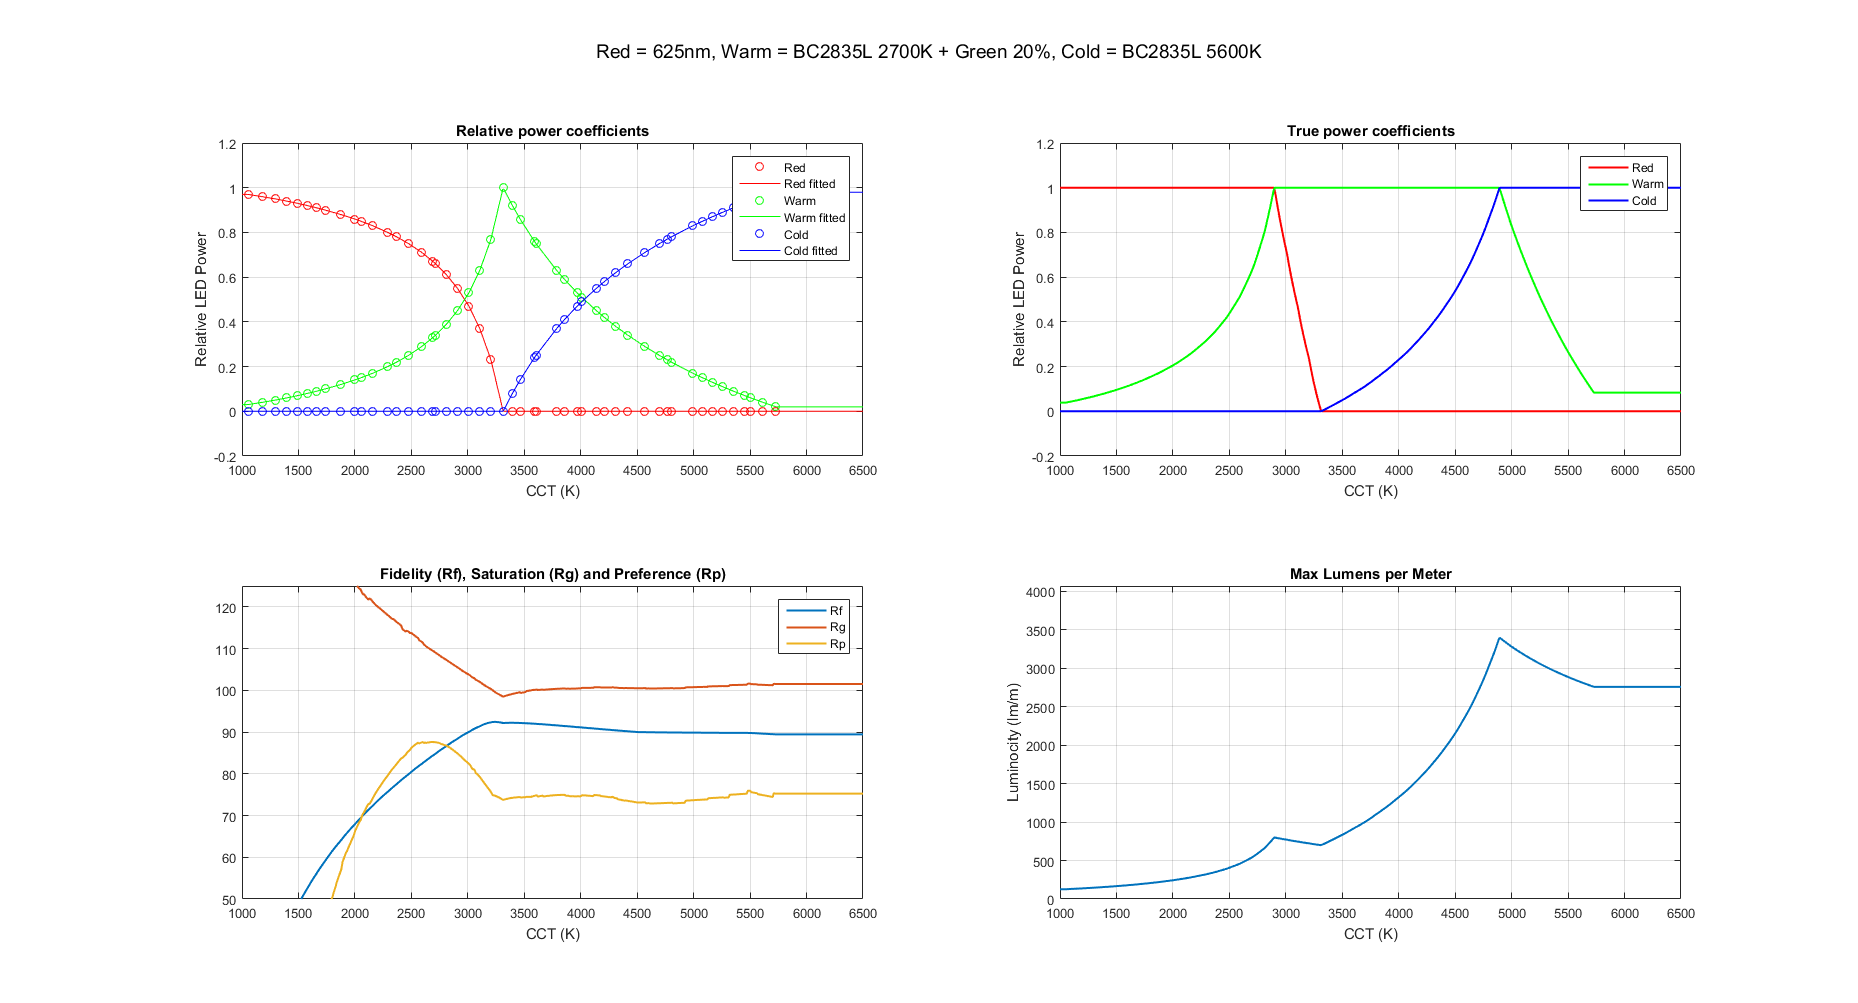 Red = 625nm, Warm = BC2835L 2700K + Green 20%, Cold = BC2835L 5600K
Relative power coefficients
Relative LED Power
1.2
1
0.8
0.6
0.4
0.2
0
-0.2
Red
Red fitted
Warm
Warm fitted
Cold
Cold fitted
1000 1500 2000 2500 3000 3500 4000 4500 5000 5500 6000 6500
CCT (K)
True power coefficients
Relative LED Power
1.2
1
0.8
0.6
0.4
0.2
0
-0.2
Red
Warm
Cold
1000 1500 2000 2500 3000 3500 4000 4500 5000 5500 6000 6500
CCT (K)
Fidelity (Rf), Saturation (Rg) and Preference (Rp)
120
110
100
90
80
70
60
50
Rf
Rg
Rp
1000 1500 2000 2500 3000 3500 4000 4500 5000 5500 6000 6500
CCT (K)
Max Lumens per Meter
Luminocity (lm/m)
4000
3500
3000
2500
2000
1500
1000
500
0
1000 1500 2000 2500 3000 3500 4000 4500 5000 5500 6000 6500
CCT (K)